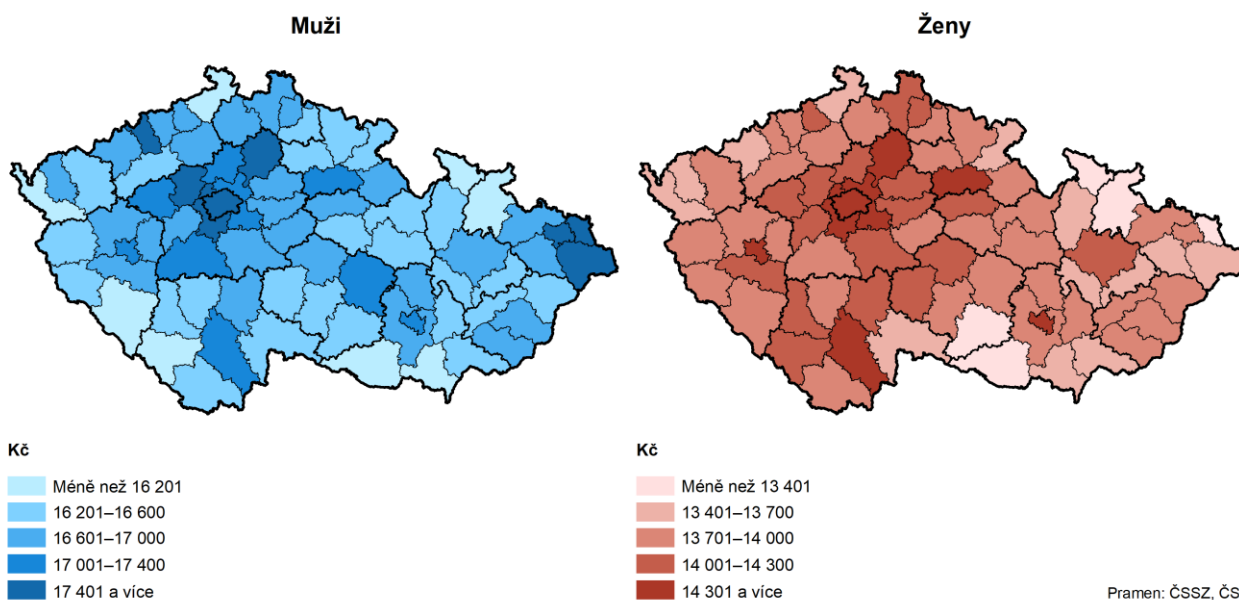 Muži
Ženy
Kč
Méně než 16 201
16 201–16 600
16 601–17 000
17 001–17 400
17 401 a více
Kč
Méně než 13 401
13 401–13 700
13 701–14 000
14 001–14 300
14 301 a více
Pramen: ČSSZ, ČS